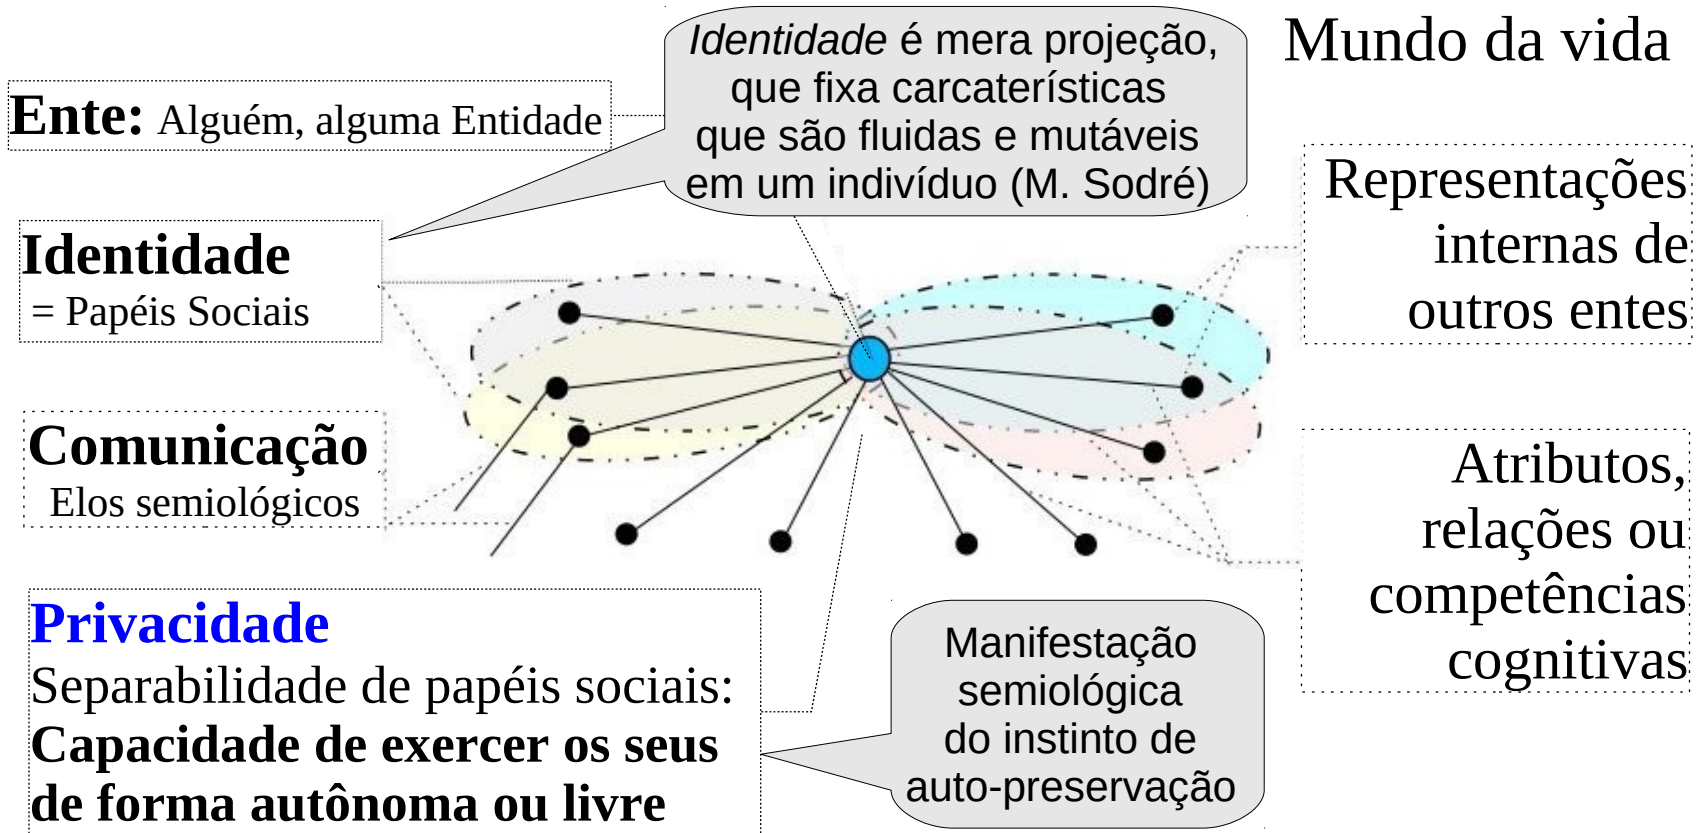 Mundo da vida
Identidade é mera projeção,
que fixa carcaterísticas
que são fluidas e mutáveis
em um indivíduo (M. Sodré)
Ente: Alguém, alguma Entidade
Identidade
= Papéis Sociais
Representações
internas de
outros entes
Comunicação
Elos semiológicos
Atributos,
relações ou
competências
cognitivas
Privacidade
Separabilidade de papéis sociais:
Capacidade de exercer os seus
de forma autônoma ou livre
Manifestação
semiológica
do instinto de
auto-preservação